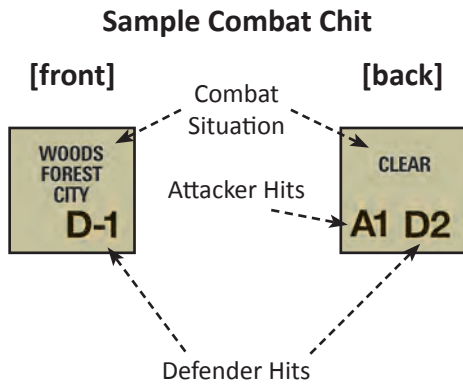 Sample Combat Chit
[front]
[back]
Combat
Situation
WOODS
FOREST
CITY
D-1
CLEAR
A1 D2
Attacker Hits
Defender Hits